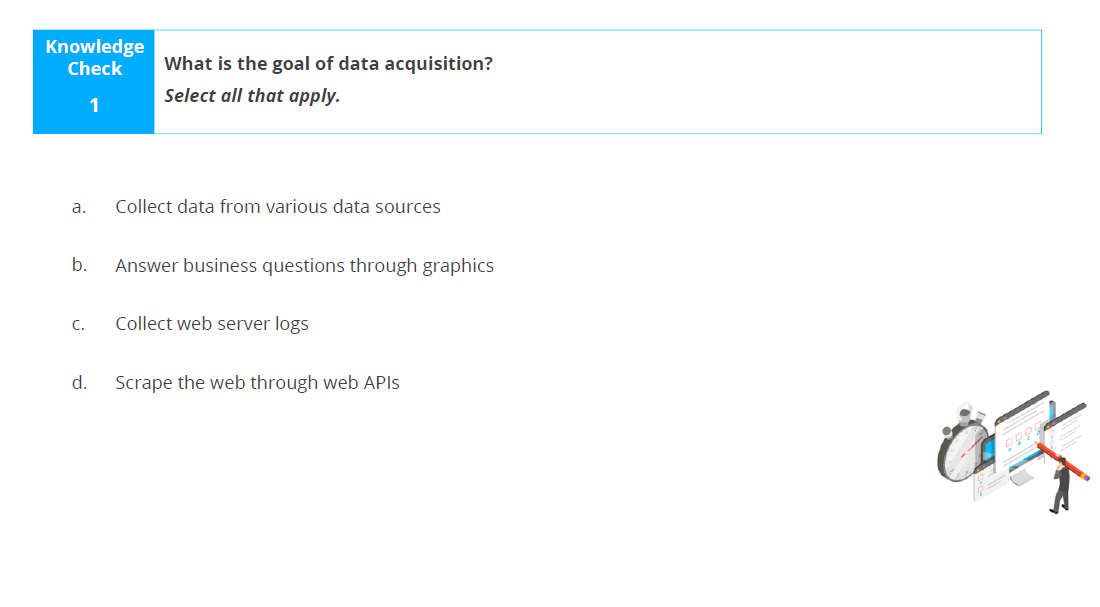 Knowledge
Check
1
What is the goal of data acquisition?
Select all that apply.
a. Collect data from various data sources
b. Answer business questions through graphics
c. Collect web server logs
d. Scrape the web through web APIs